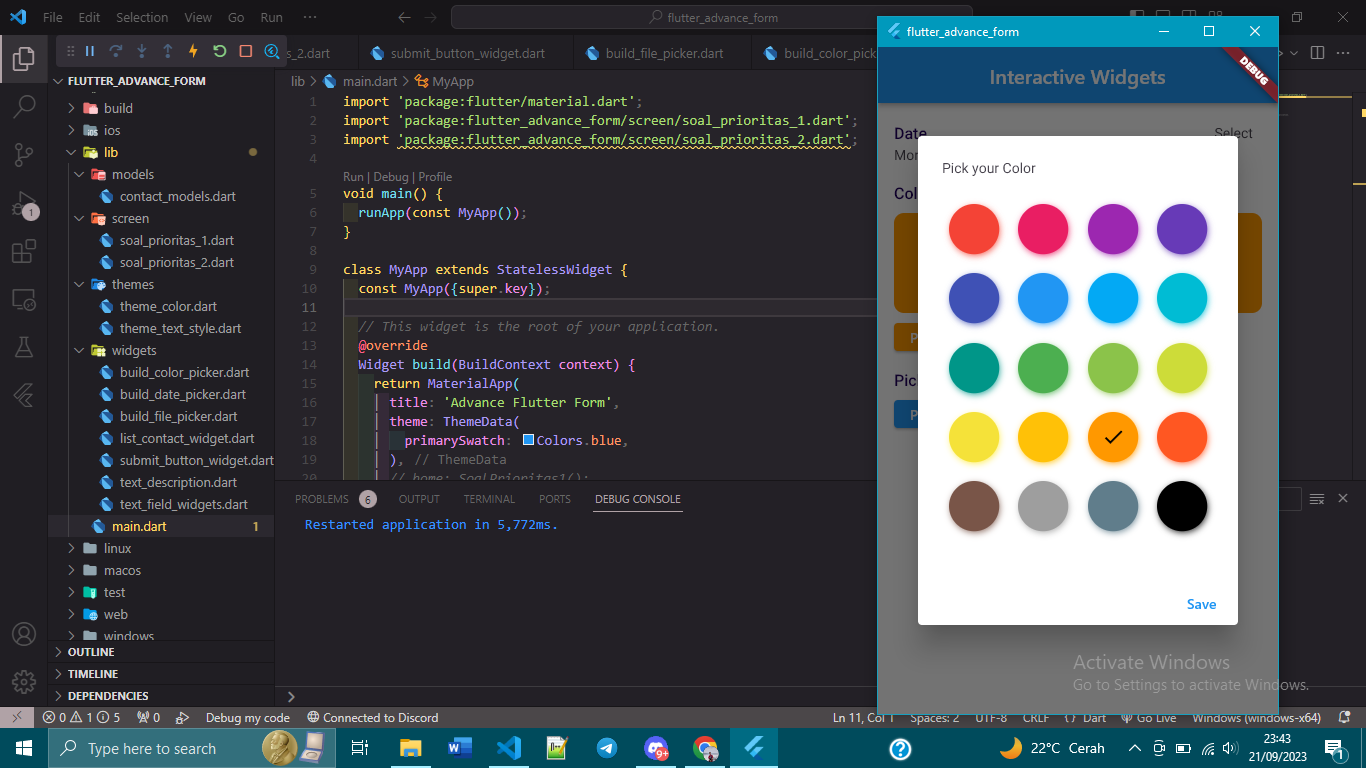 File Edit Selection View Go Run ···
flutter_advance_form
s_2.dart
submit_button_widget.dart
build_file_picker.dart
build_color_pick
FLUTTER_ADVANCE_FORM
build
ios
lib
models
contact_models.dart
screen
soal_prioritas_1.dart
soal_prioritas_2.dart
themes
theme_color.dart
theme_text_style.dart
widgets
build_color_picker.dart
build_date_picker.dart
build_file_picker.dart
list_contact_widget.dart
submit_button_widget.dart
text_description.dart
text_field_widgets.dart
main.dart 1
linux
macos
test
web
windows
OUTLINE
TIMELINE
DEPENDENCIES
1
lib > main.dart > MyApp
1 import 'package:flutter/material.dart';
2 import 'package:flutter_advance_form/screen/soal_prioritas_1.dart';
3 import 'package:flutter_advance_form/screen/soal_prioritas_2.dart';
4
Run | Debug | Profile
5 void main() {
6 runApp(const MyApp());
7 }
8
9 class MyApp extends StatelessWidget {
10 const MyApp({super.key});
11
12 // This widget is the root of your application.
13 @override
14 Widget build(BuildContext context) {
15 return MaterialApp(
16 title: 'Advance Flutter Form',
17 theme: ThemeData(
18 primarySwatch: Colors.blue,
19 ), // ThemeData
20 // home: SoalPrioritas1();
PROBLEMS 6 OUTPUT TERMINAL PORTS DEBUG CONSOLE
Restarted application in 5,772ms.
flutter_advance_form
Interactive Widgets
DEBUG
Date
Select
Mon
Col
Pic
P
Pick your Color
Save
Activate Windows
Go to Settings to activate Windows.
0 1 5 0 Debug my code Connected to Discord
Ln 11, Col 1 Spaces: 2 UTF-8 CRLF {} Dart Go Live Windows (windows-x64)
Type here to search
9+
22°C Cerah
23:43
21/09/2023
1